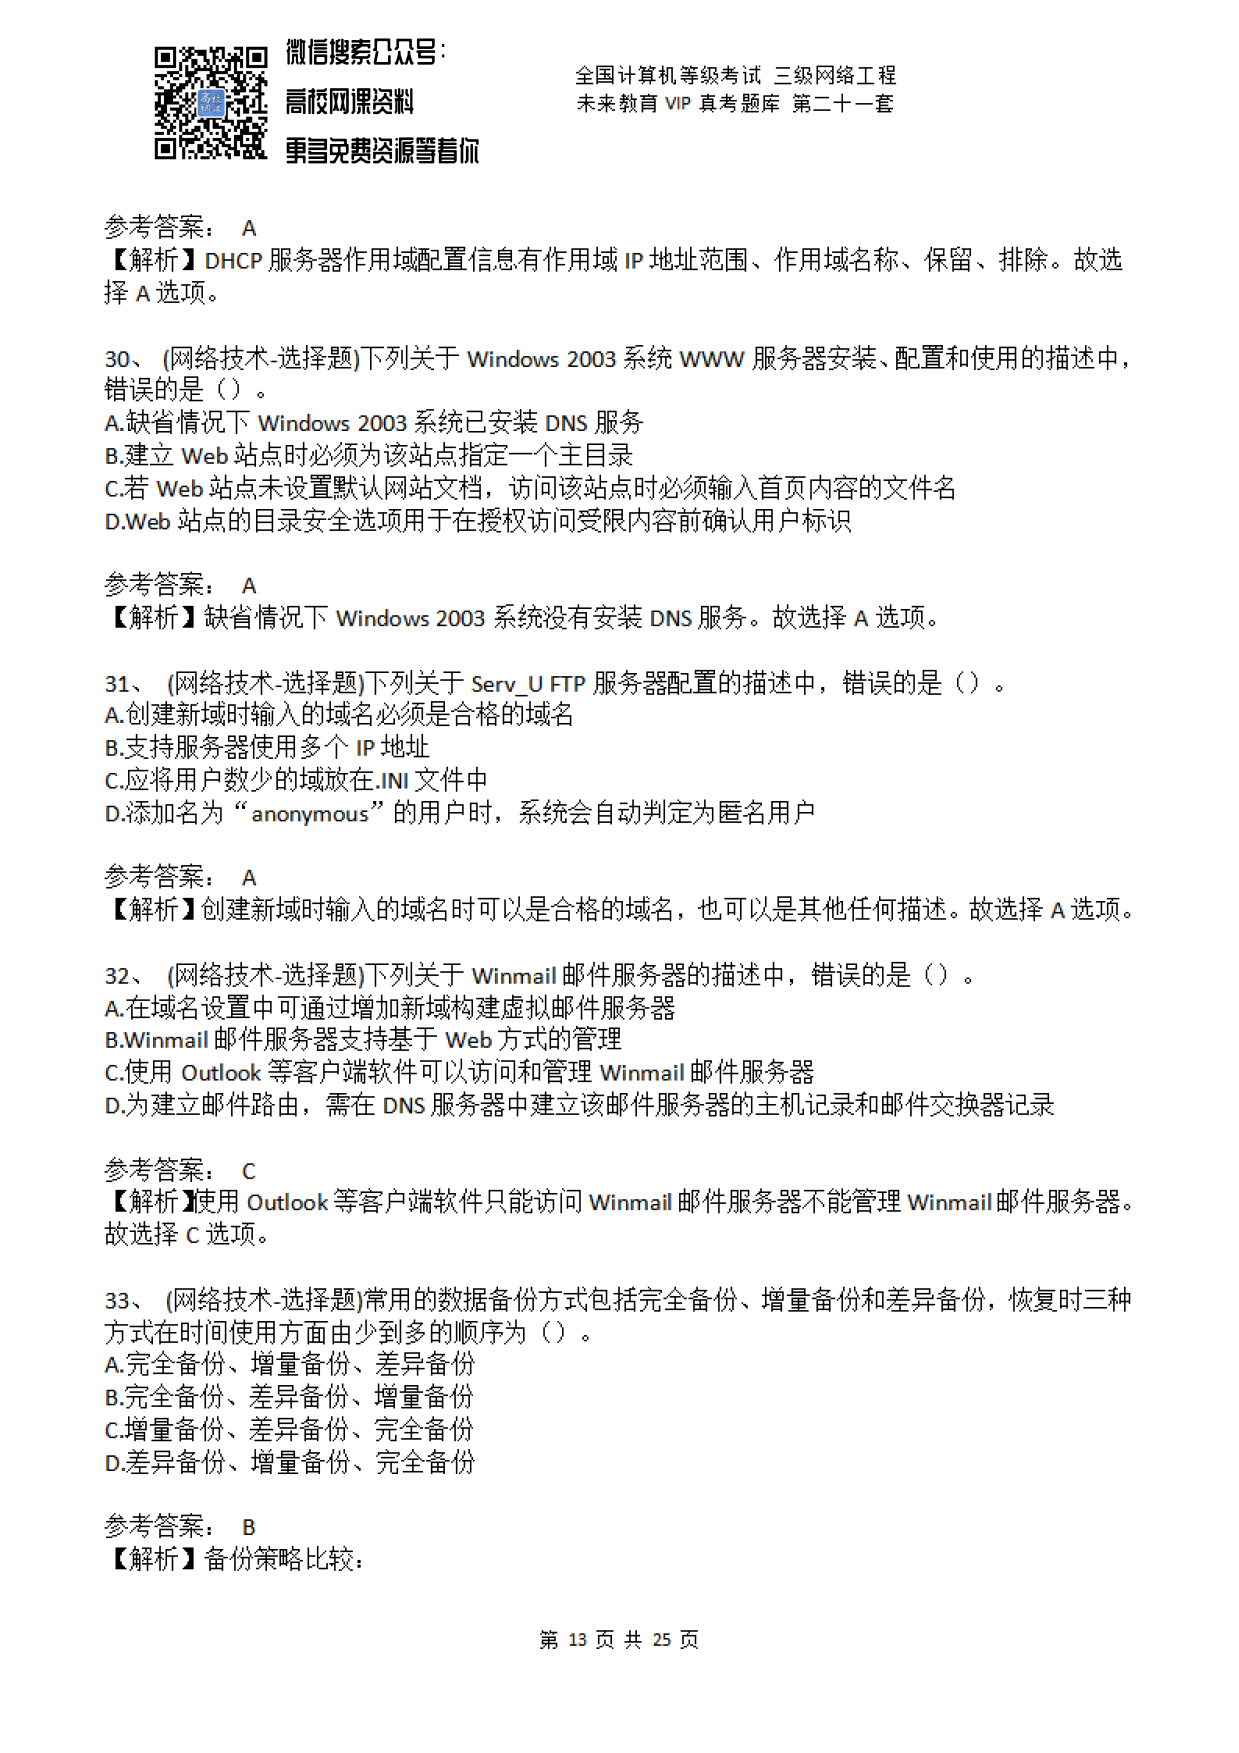 微信搜索公众号：
高校网课资料
更多免费资源等着你
全国计算机等级考试 三级网络工程
未来教育 VIP 真考题库 第二十一套
参考答案： A
【解析】DHCP 服务器作用域配置信息有作用域 IP 地址范围、作用域名称、保留、排除。故选
择 A 选项。
30、 (网络技术-选择题)下列关于 Windows 2003 系统 WWW 服务器安装、配置和使用的描述中，
错误的是（）。
A.缺省情况下 Windows 2003 系统已安装 DNS 服务
B.建立 Web 站点时必须为该站点指定一个主目录
C.若 Web 站点未设置默认网站文档，访问该站点时必须输入首页内容的文件名
D.Web 站点的目录安全选项用于在授权访问受限内容前确认用户标识
参考答案： A
【解析】缺省情况下 Windows 2003 系统没有安装 DNS 服务。故选择 A 选项。
31、 (网络技术-选择题)下列关于 Serv_U FTP 服务器配置的描述中，错误的是（）。
A.创建新域时输入的域名必须是合格的域名
B.支持服务器使用多个 IP 地址
C.应将用户数少的域放在.INI 文件中
D.添加名为“anonymous”的用户时，系统会自动判定为匿名用户
参考答案： A
【解析】创建新域时输入的域名时可以是合格的域名，也可以是其他任何描述。故选择 A 选项。
32、 (网络技术-选择题)下列关于 Winmail 邮件服务器的描述中，错误的是（）。
A.在域名设置中可通过增加新域构建虚拟邮件服务器
B.Winmail 邮件服务器支持基于 Web 方式的管理
C.使用 Outlook 等客户端软件可以访问和管理 Winmail 邮件服务器
D.为建立邮件路由，需在 DNS 服务器中建立该邮件服务器的主机记录和邮件交换器记录
参考答案： C
【解析】使用 Outlook 等客户端软件只能访问 Winmail 邮件服务器不能管理 Winmail 邮件服务器。
故选择 C 选项。
33、 (网络技术-选择题)常用的数据备份方式包括完全备份、增量备份和差异备份，恢复时三种
方式在时间使用方面由少到多的顺序为（）。
A.完全备份、增量备份、差异备份
B.完全备份、差异备份、增量备份
C.增量备份、差异备份、完全备份
D.差异备份、增量备份、完全备份
参考答案： B
【解析】备份策略比较：
第 13 页 共 25 页